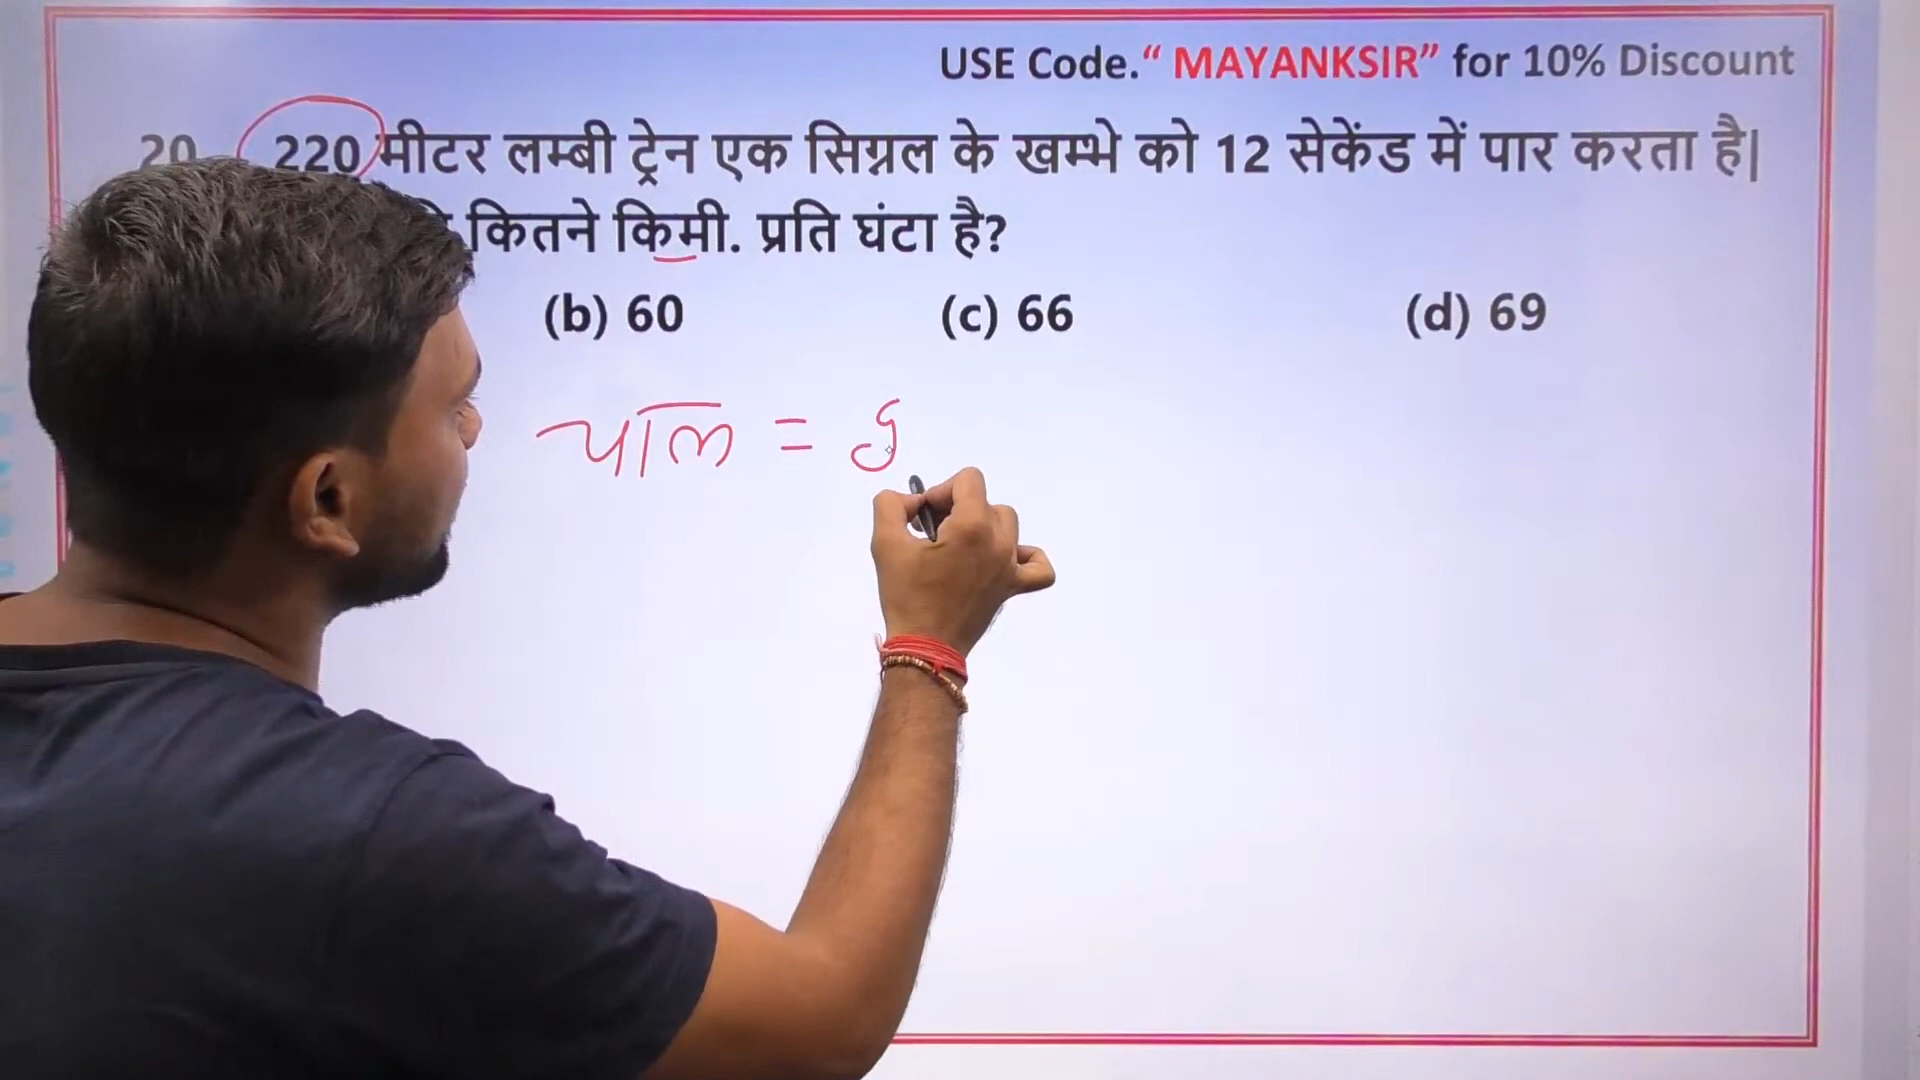 USE Code.“ MAYANKSIR” for 10% Discount
20 220 मीटर लम्बी ट्रेन एक सिग्नल के खम्भे को 12 सेकेंड में पार करता है|
कितने किमी. प्रति घंटा है?
(b) 60 (c) 66 (d) 69
चाल =